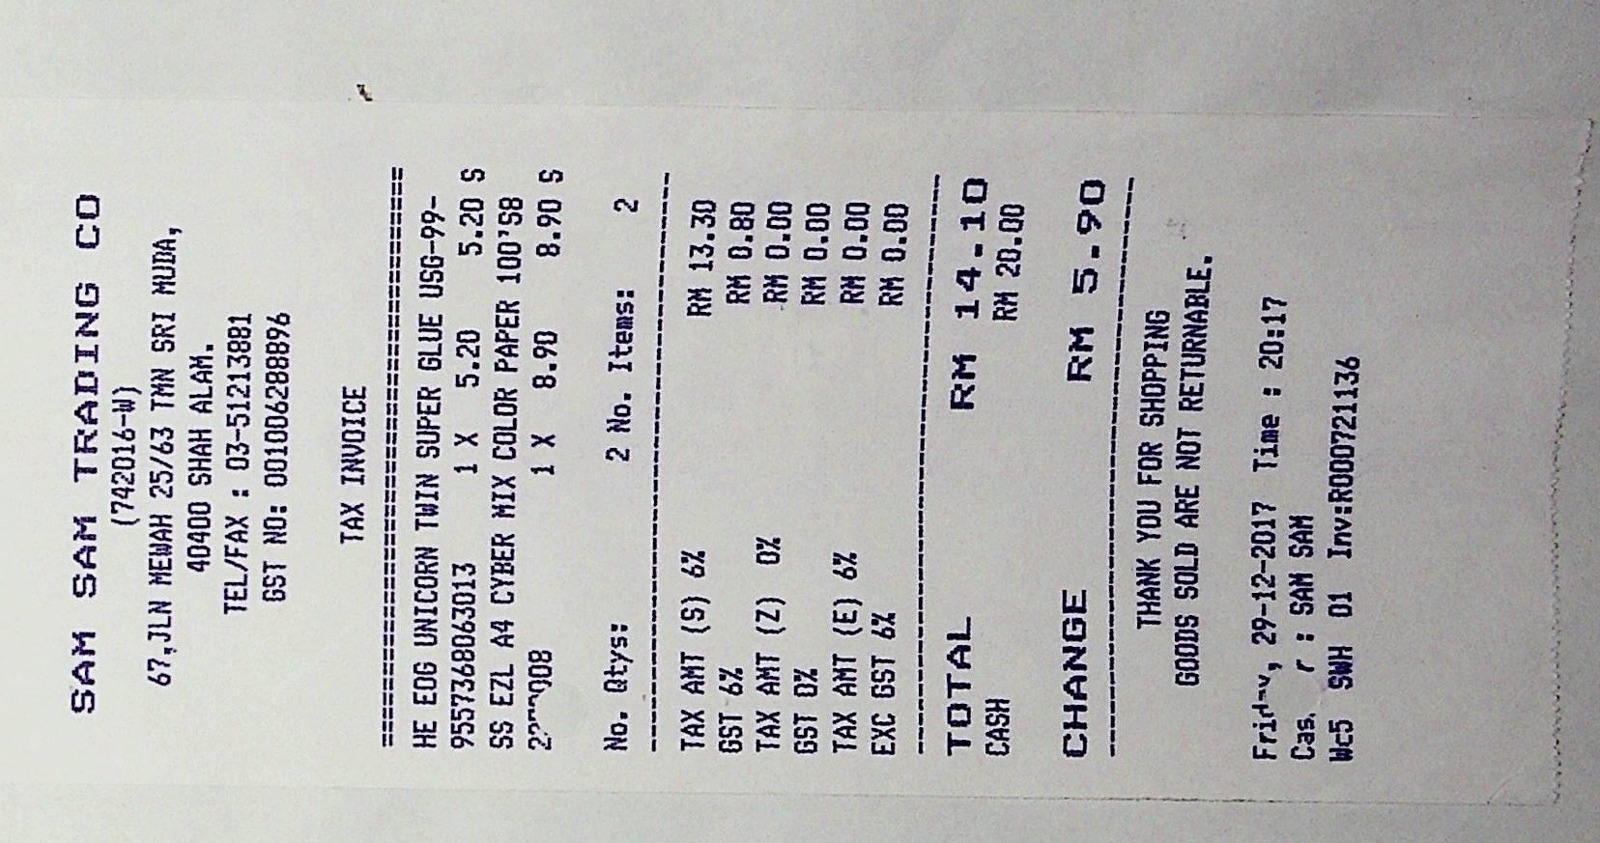 SAM SAM TRADING CO
(742016-W)
67,JLN MEWAH 25/63 TMN SRI MUDA,
40400 SHAH ALAM.
TEL/FAX : 03-51213881
GST NO: 001006288896
TAX INVOICE
================================
HE EOG UNICORN TWIN SUPER GLUE USG-99-
9557368063013 1 X 5.20 5.20 S
SS EZL A4 CYBER MIX COLOR PAPER 100'S8
1 X 8.90 8.90 S
No. Qtys: 2 No. Items: 2
--------------------------------
TAX AMT (S) 6% RM 13.30
GST 6% RM 0.80
TAX AMT (Z) 0% RM 0.00
GST 0% RM 0.00
TAX AMT (E) 6% RM 0.00
EXC GST 6% RM 0.00
--------------------------------
TOTAL RM 14.10
CASH RM 20.00
CHANGE RM 5.90
--------------------------------
THANK YOU FOR SHOPPING
GOODS SOLD ARE NOT RETURNABLE.
29-12-2017 Time : 20:17
: SAM SAM
Wc5 SWH 01 Inv:R000721136